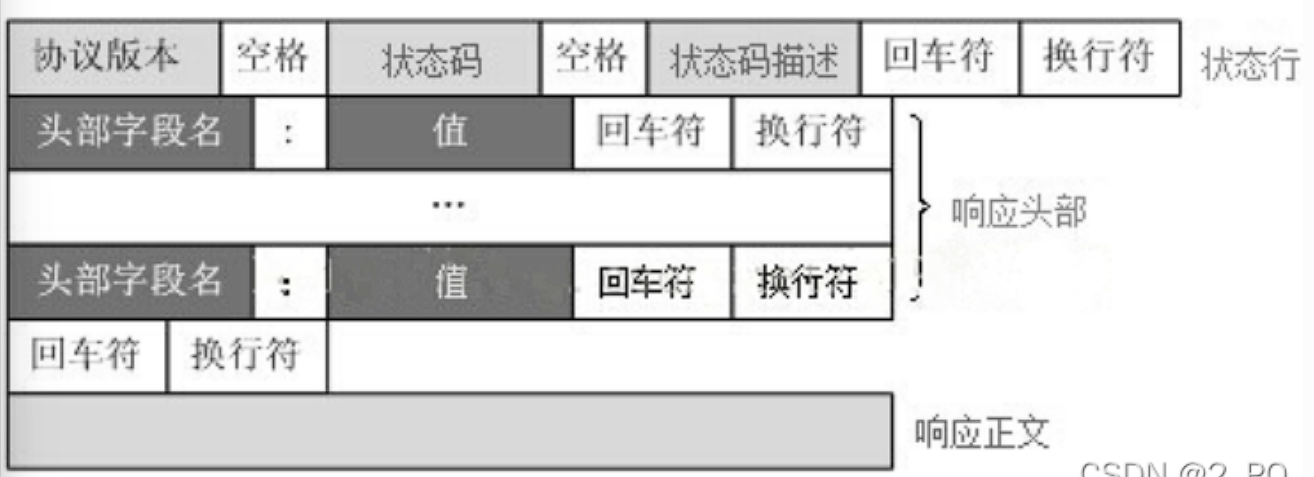 协议版本 空格 状态码 空格 状态码描述 回车符 换行符 状态行
头部字段名 : 值 回车符 换行符
... 响应头部
头部字段名 : 值 回车符 换行符
回车符 换行符
响应正文
CSDN @2